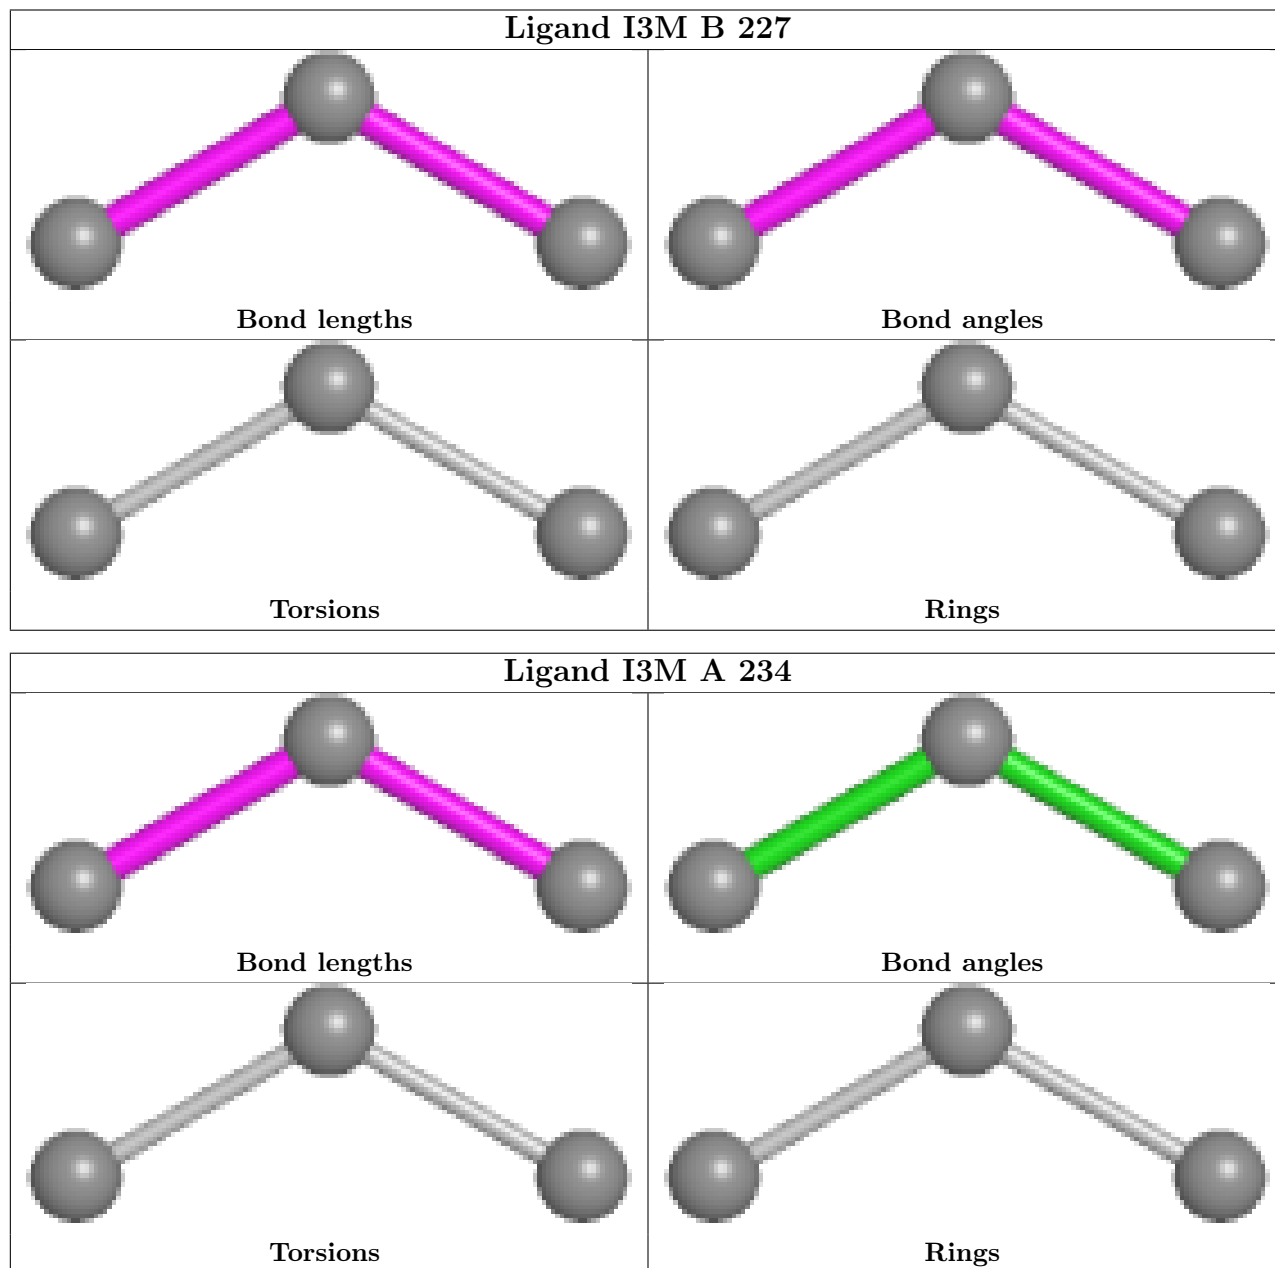 Ligand I3M B 227
Bond lengths
Bond angles
Torsions
Rings
Ligand I3M A 234
Bond lengths
Bond angles
Torsions
Rings